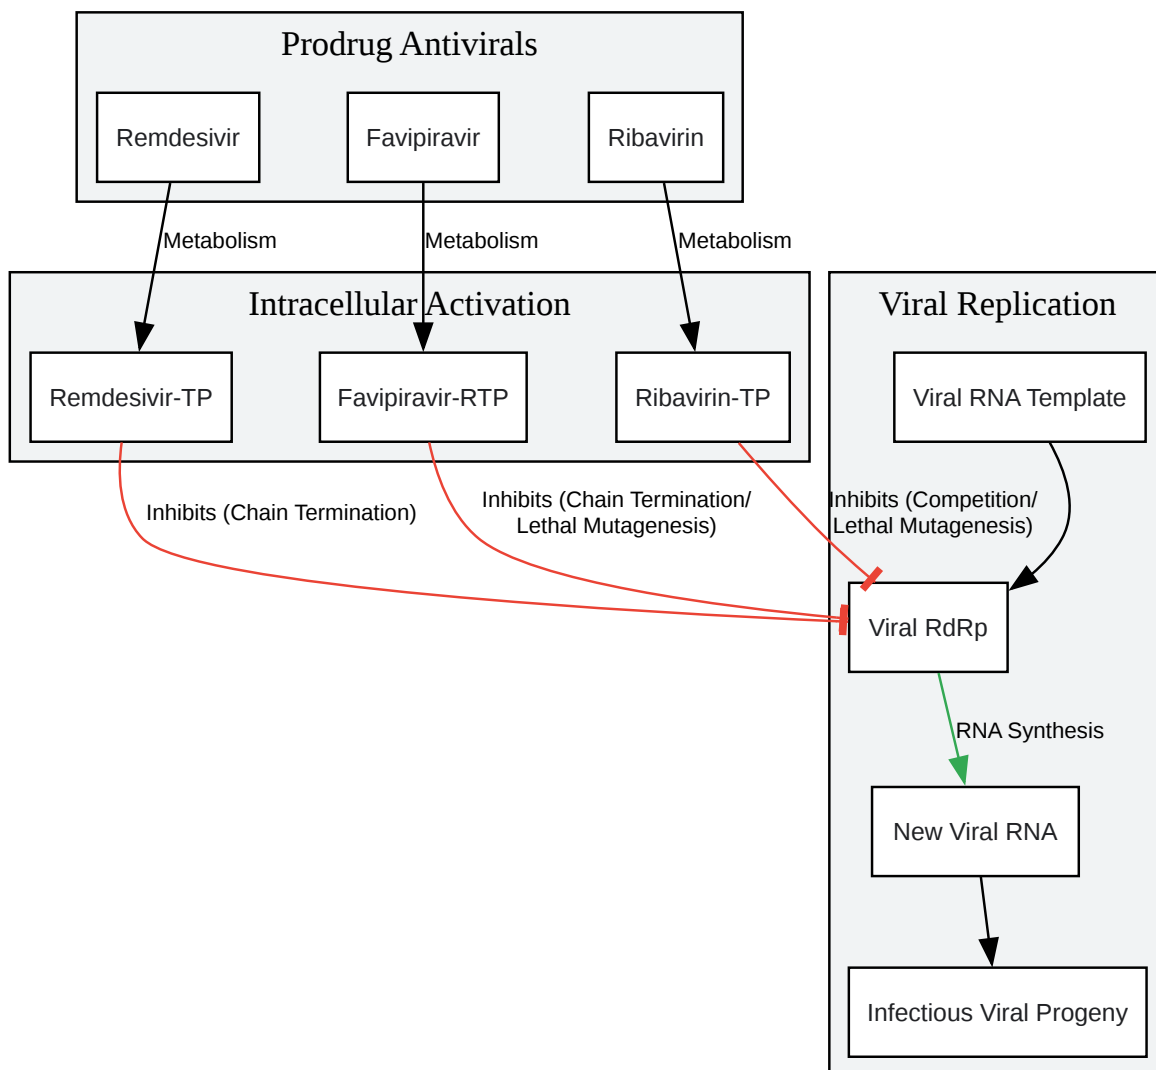 Prodrug Antivirals
Remdesivir
Favipiravir
Ribavirin
Metabolism
Metabolism
Metabolism
Intracellular Activation
Viral Replication
Remdesivir-TP
Favipiravir-RTP
Ribavirin-TP
Viral RNA Template
Inhibits (Chain Termination)
Inhibits (Chain Termination/
Lethal Mutagenesis)
Inhibits (Competition/
Lethal Mutagenesis)
Viral RdRp
RNA Synthesis
New Viral RNA
Infectious Viral Progeny